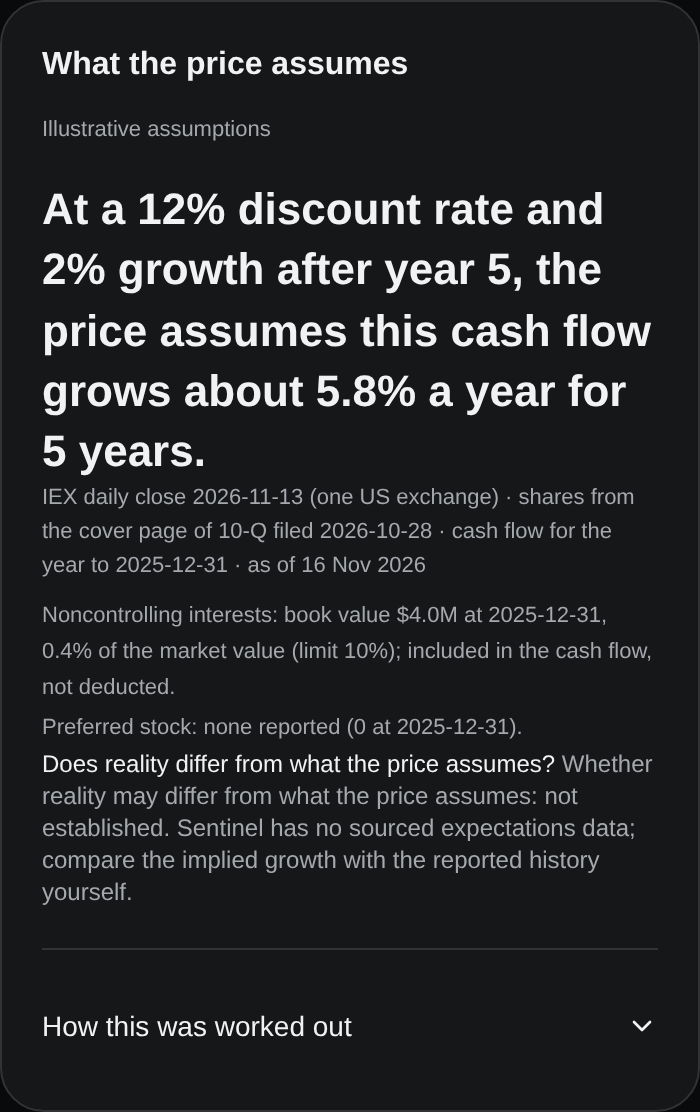 What the price assumes
Illustrative assumptions
At a 12% discount rate and
2% growth after year 5, the
price assumes this cash flow
grows about 5.8% a year for
5 years.
IEX daily close 2026-11-13 (one US exchange) · shares from
the cover page of 10-Q filed 2026-10-28 · cash flow for the
year to 2025-12-31 · as of 16 Nov 2026
Noncontrolling interests: book value $4.0M at 2025-12-31,
0.4% of the market value (limit 10%); included in the cash flow,
not deducted.
Preferred stock: none reported (0 at 2025-12-31).
Does reality differ from what the price assumes? Whether
reality may differ from what the price assumes: not
established. Sentinel has no sourced expectations data;
compare the implied growth with the reported history
yourself.
How this was worked out